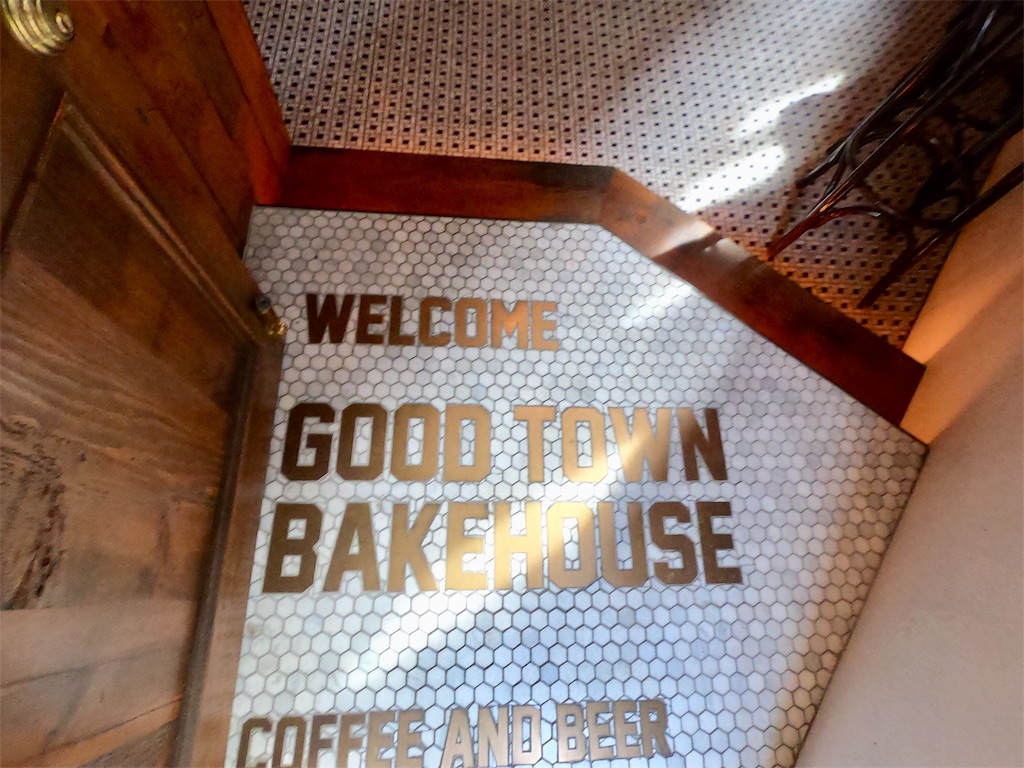 WELCOME
GOOD TOWN
BAKEHOUSE
COFFEE AND BEER